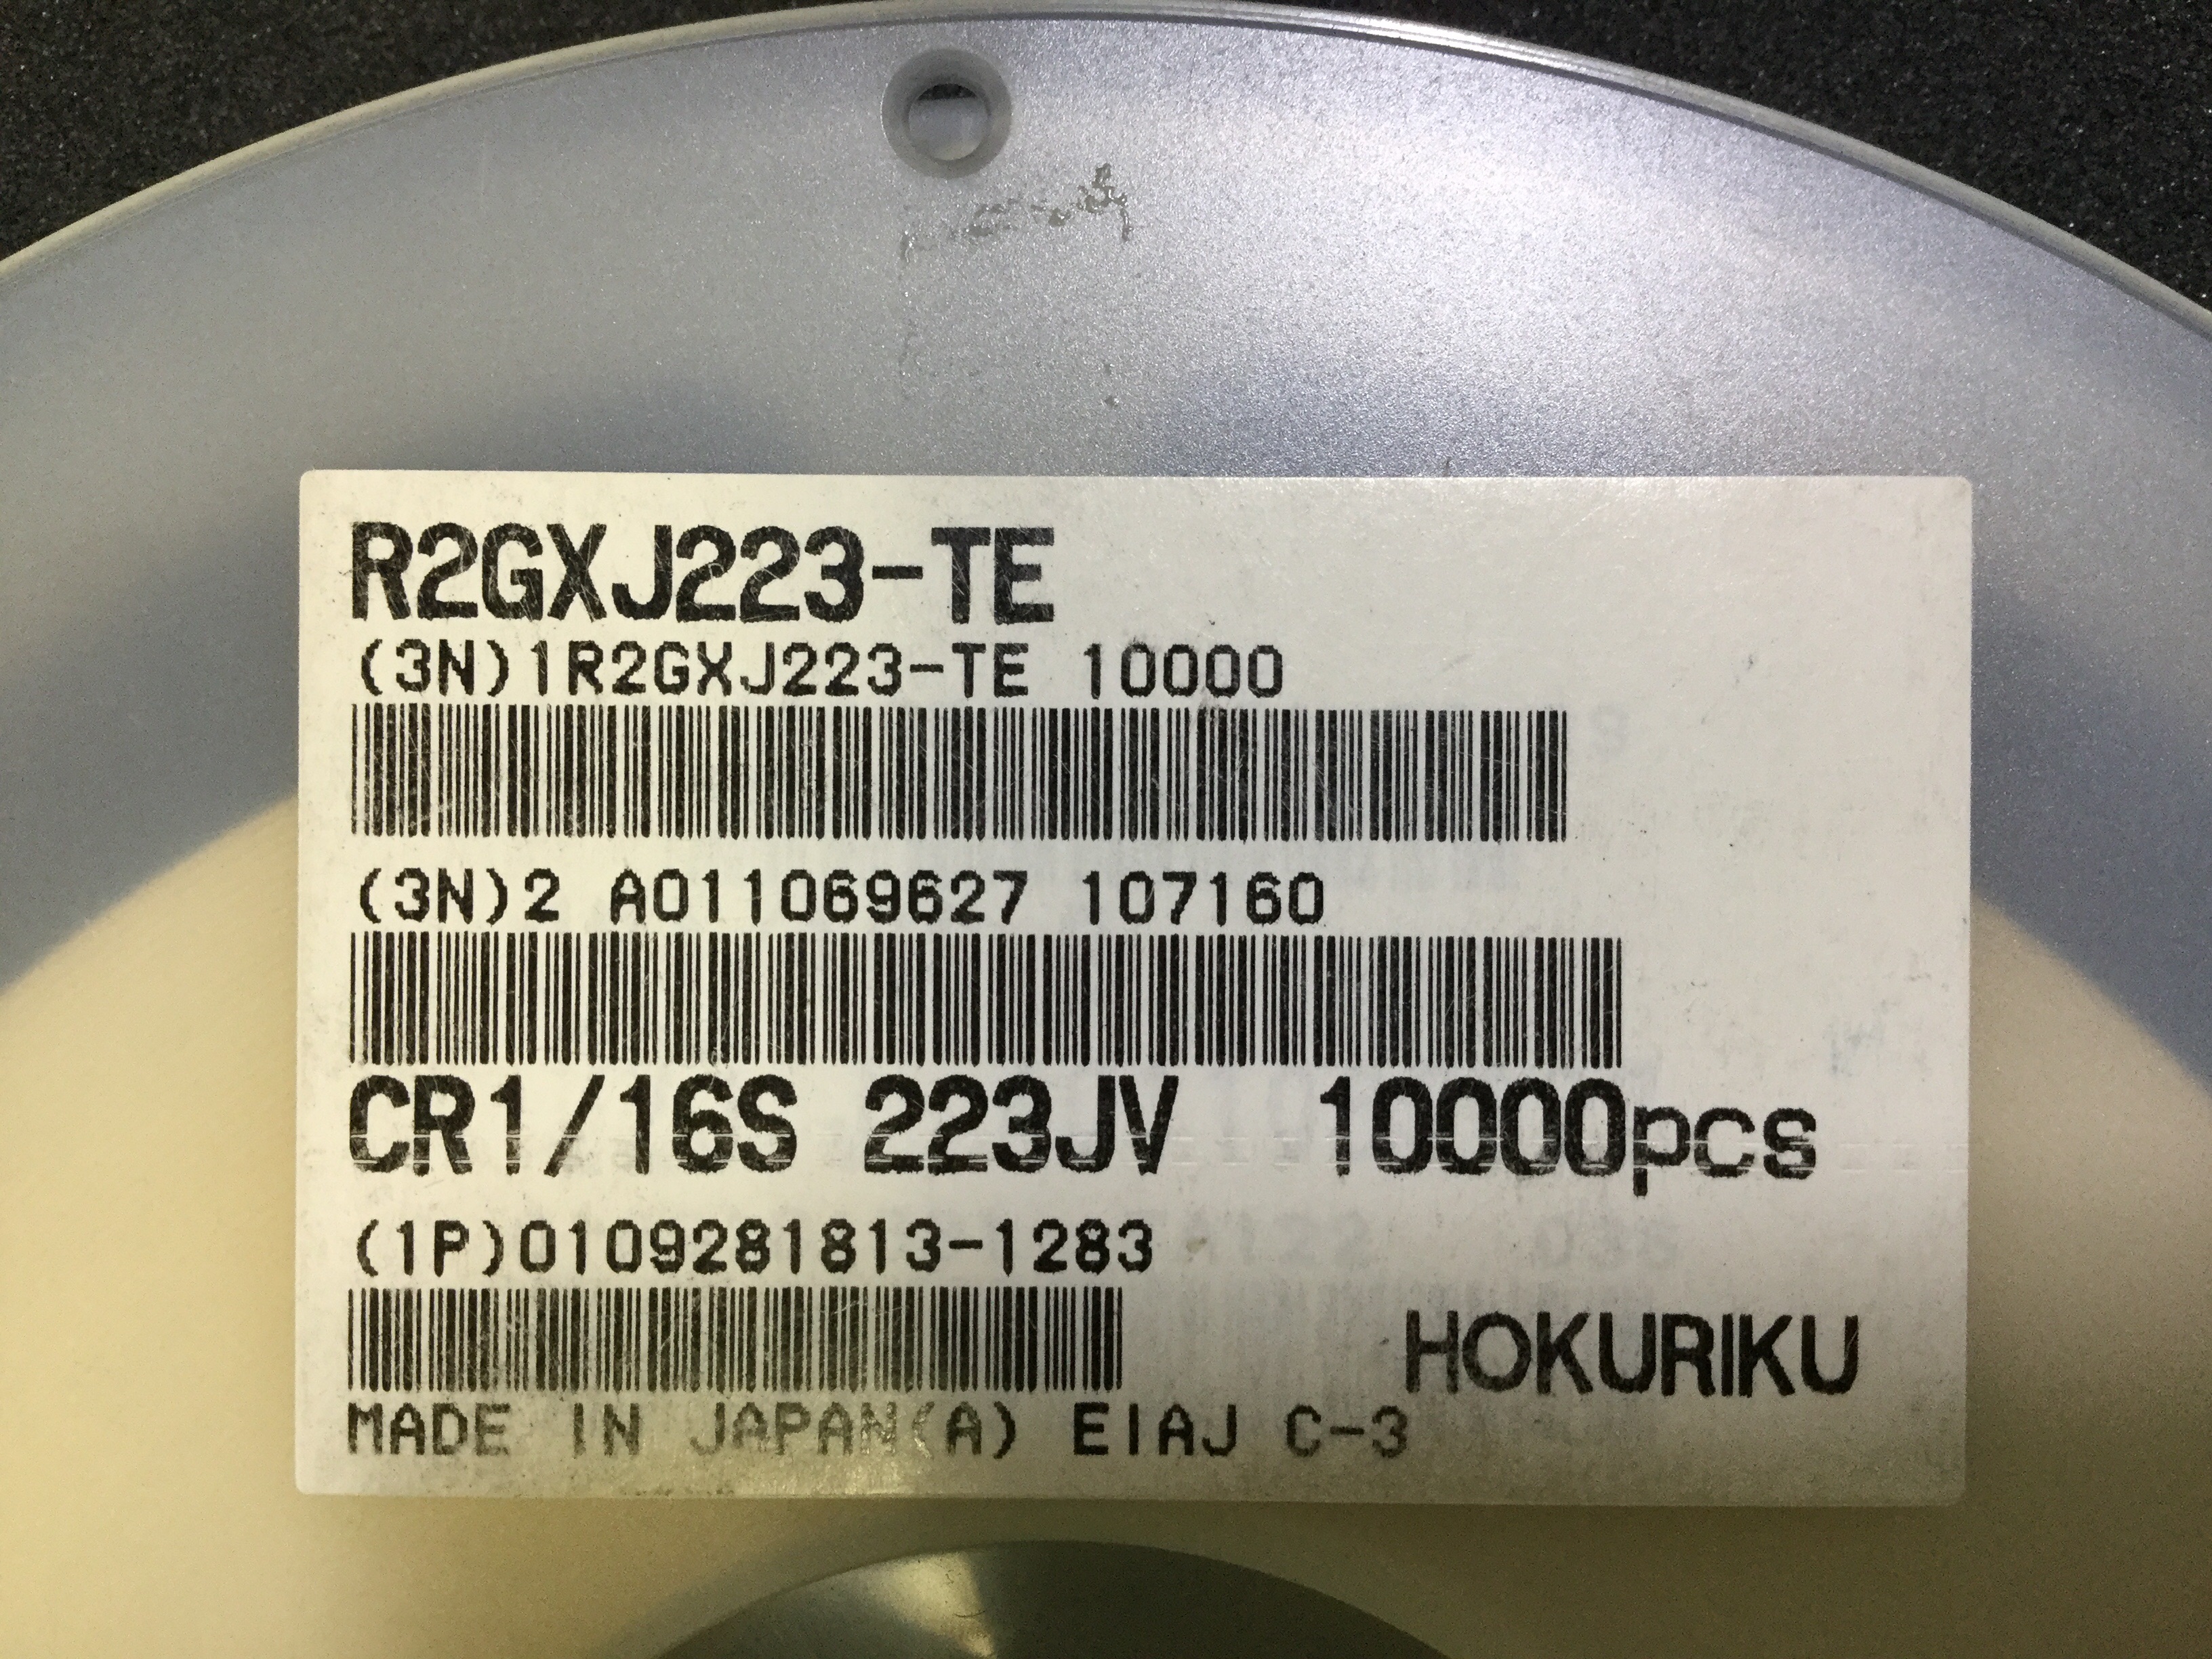 R2GXJ223-TE
(3N)1R2GXJ223-TE 10000
(3N)2 A011069627 107160
CR1/16S 223JV 10000pcs
(1P)0109281813-1283
HOKURIKU
MADE IN JAPAN(A) EIAJ C-3